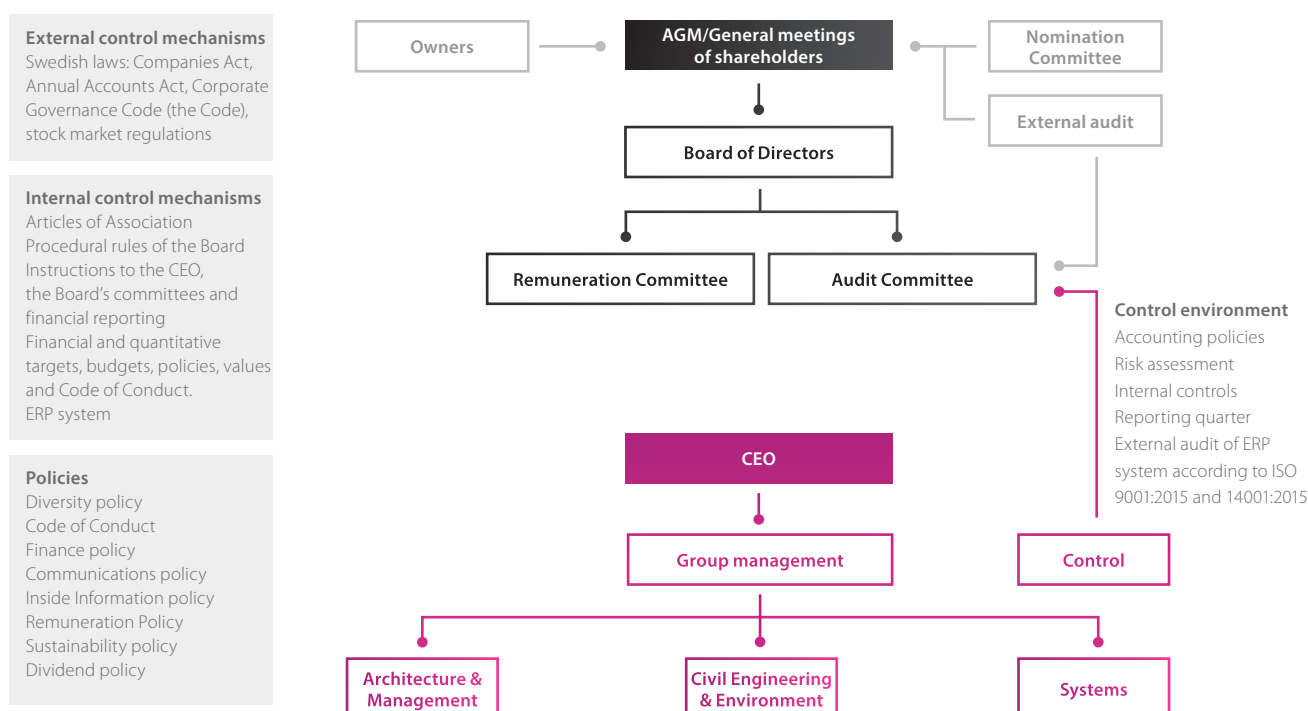 External control mechanisms
Swedish laws: Companies Act,
Annual Accounts Act, Corporate
Governance Code (the Code),
stock market regulations
Internal control mechanisms
Articles of Association
Procedural rules of the Board
Instructions to the CEO,
the Board's committees and
financial reporting
Financial and quantitative
targets, budgets, policies, values
and Code of Conduct.
ERP system
Policies
Diversity policy
Code of Conduct
Finance policy
Communications policy
Inside Information policy
Remuneration Policy
Sustainability policy
Dividend policy
Owners
AGM/General meetings
of shareholders
Nomination
Committee
External audit
Board of Directors
Remuneration Committee
Audit Committee
Control environment
Accounting policies
Risk assessment
Internal controls
Reporting quarter
External audit of ERP
system according to ISO
9001:2015 and 14001:2015
CEO
Group management
Control
Architecture &
Management
Civil Engineering
& Environment
Systems